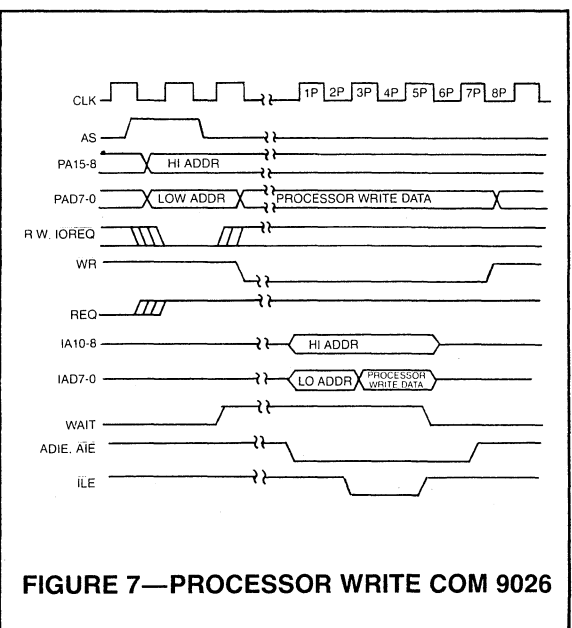 CLK 1P 2P 3P 4P 5P 6P 7P 8P
AS
PA15-8 HI ADDR
PAD7-0 LOW ADDR PROCESSOR WRITE DATA
R W. IOREQ
WR
REQ
IA10-8 HI ADDR
IAD7-0 LO ADDR PROCESSOR
WRITE DATA
WAIT
ADIE. AIE
ILE
FIGURE 7—PROCESSOR WRITE COM 9026